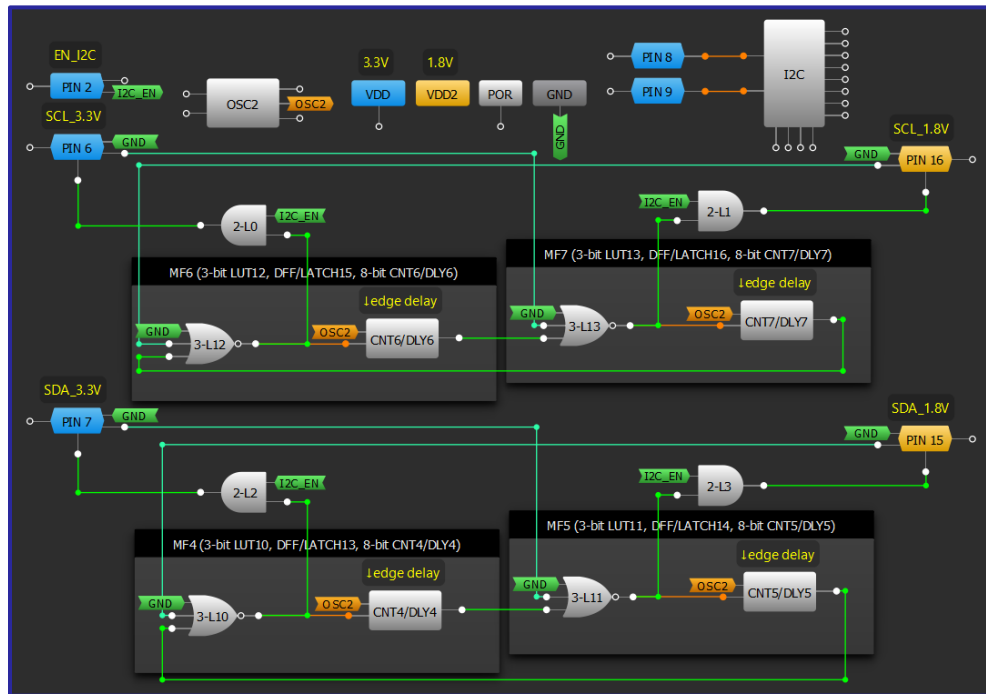 EN_I2C
PIN 2
I2C_EN
OSC2
OSC2
3.3V
VDD
1.8V
VDD2
POR
GND
GND
PIN 8
PIN 9
I2C
SCL_3.3V
PIN 6
GND
SCL_1.8V
GND
PIN 16
2-L0
I2C_EN
I2C_EN
2-L1
MF6 (3-bit LUT12, DFF/LATCH15, 8-bit CNT6/DLY6)
↓edge delay
GND
3-L12
OSC2
CNT6/DLY6
MF7 (3-bit LUT13, DFF/LATCH16, 8-bit CNT7/DLY7)
↓edge delay
GND
3-L13
OSC2
CNT7/DLY7
SDA_3.3V
PIN 7
GND
SDA_1.8V
GND
PIN 15
2-L2
I2C_EN
I2C_EN
2-L3
MF4 (3-bit LUT10, DFF/LATCH13, 8-bit CNT4/DLY4)
↓edge delay
GND
3-L10
OSC2
CNT4/DLY4
MF5 (3-bit LUT11, DFF/LATCH14, 8-bit CNT5/DLY5)
↓edge delay
GND
3-L11
OSC2
CNT5/DLY5